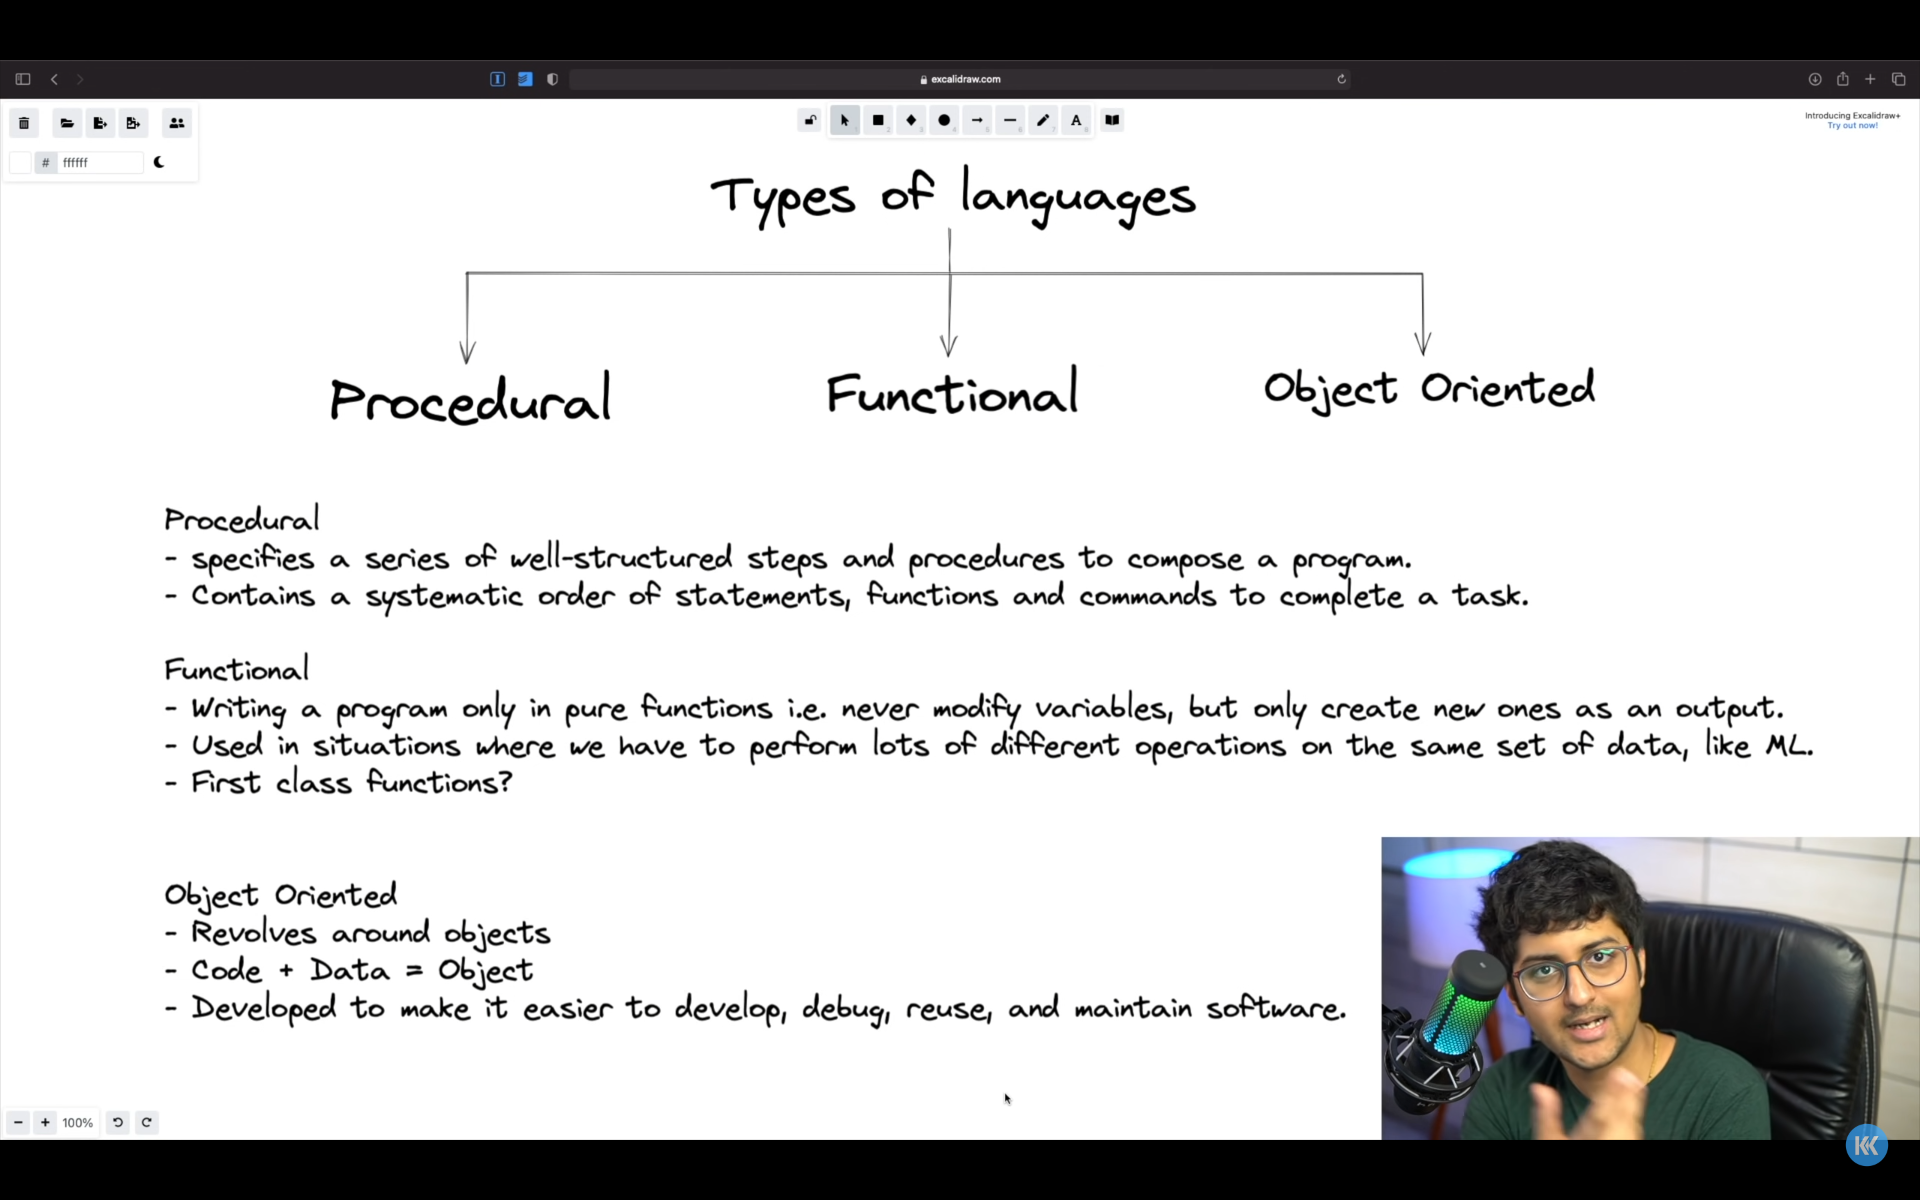 excalidraw.com
Introducing Excalidraw+
Try out now!
# ffffff
A
Types of languages
Procedural
Functional
Object Oriented
Procedural
- specifies a series of well-structured steps and procedures to compose a program.
- Contains a systematic order of statements, functions and commands to complete a task.
Functional
- Writing a program only in pure functions i.e. never modify variables, but only create new ones as an output.
- Used in situations where we have to perform lots of different operations on the same set of data, like ML.
- First class functions?
Object Oriented
- Revolves around objects
- Code + Data = Object
- Developed to make it easier to develop, debug, reuse, and maintain software.
- + 100%
KK